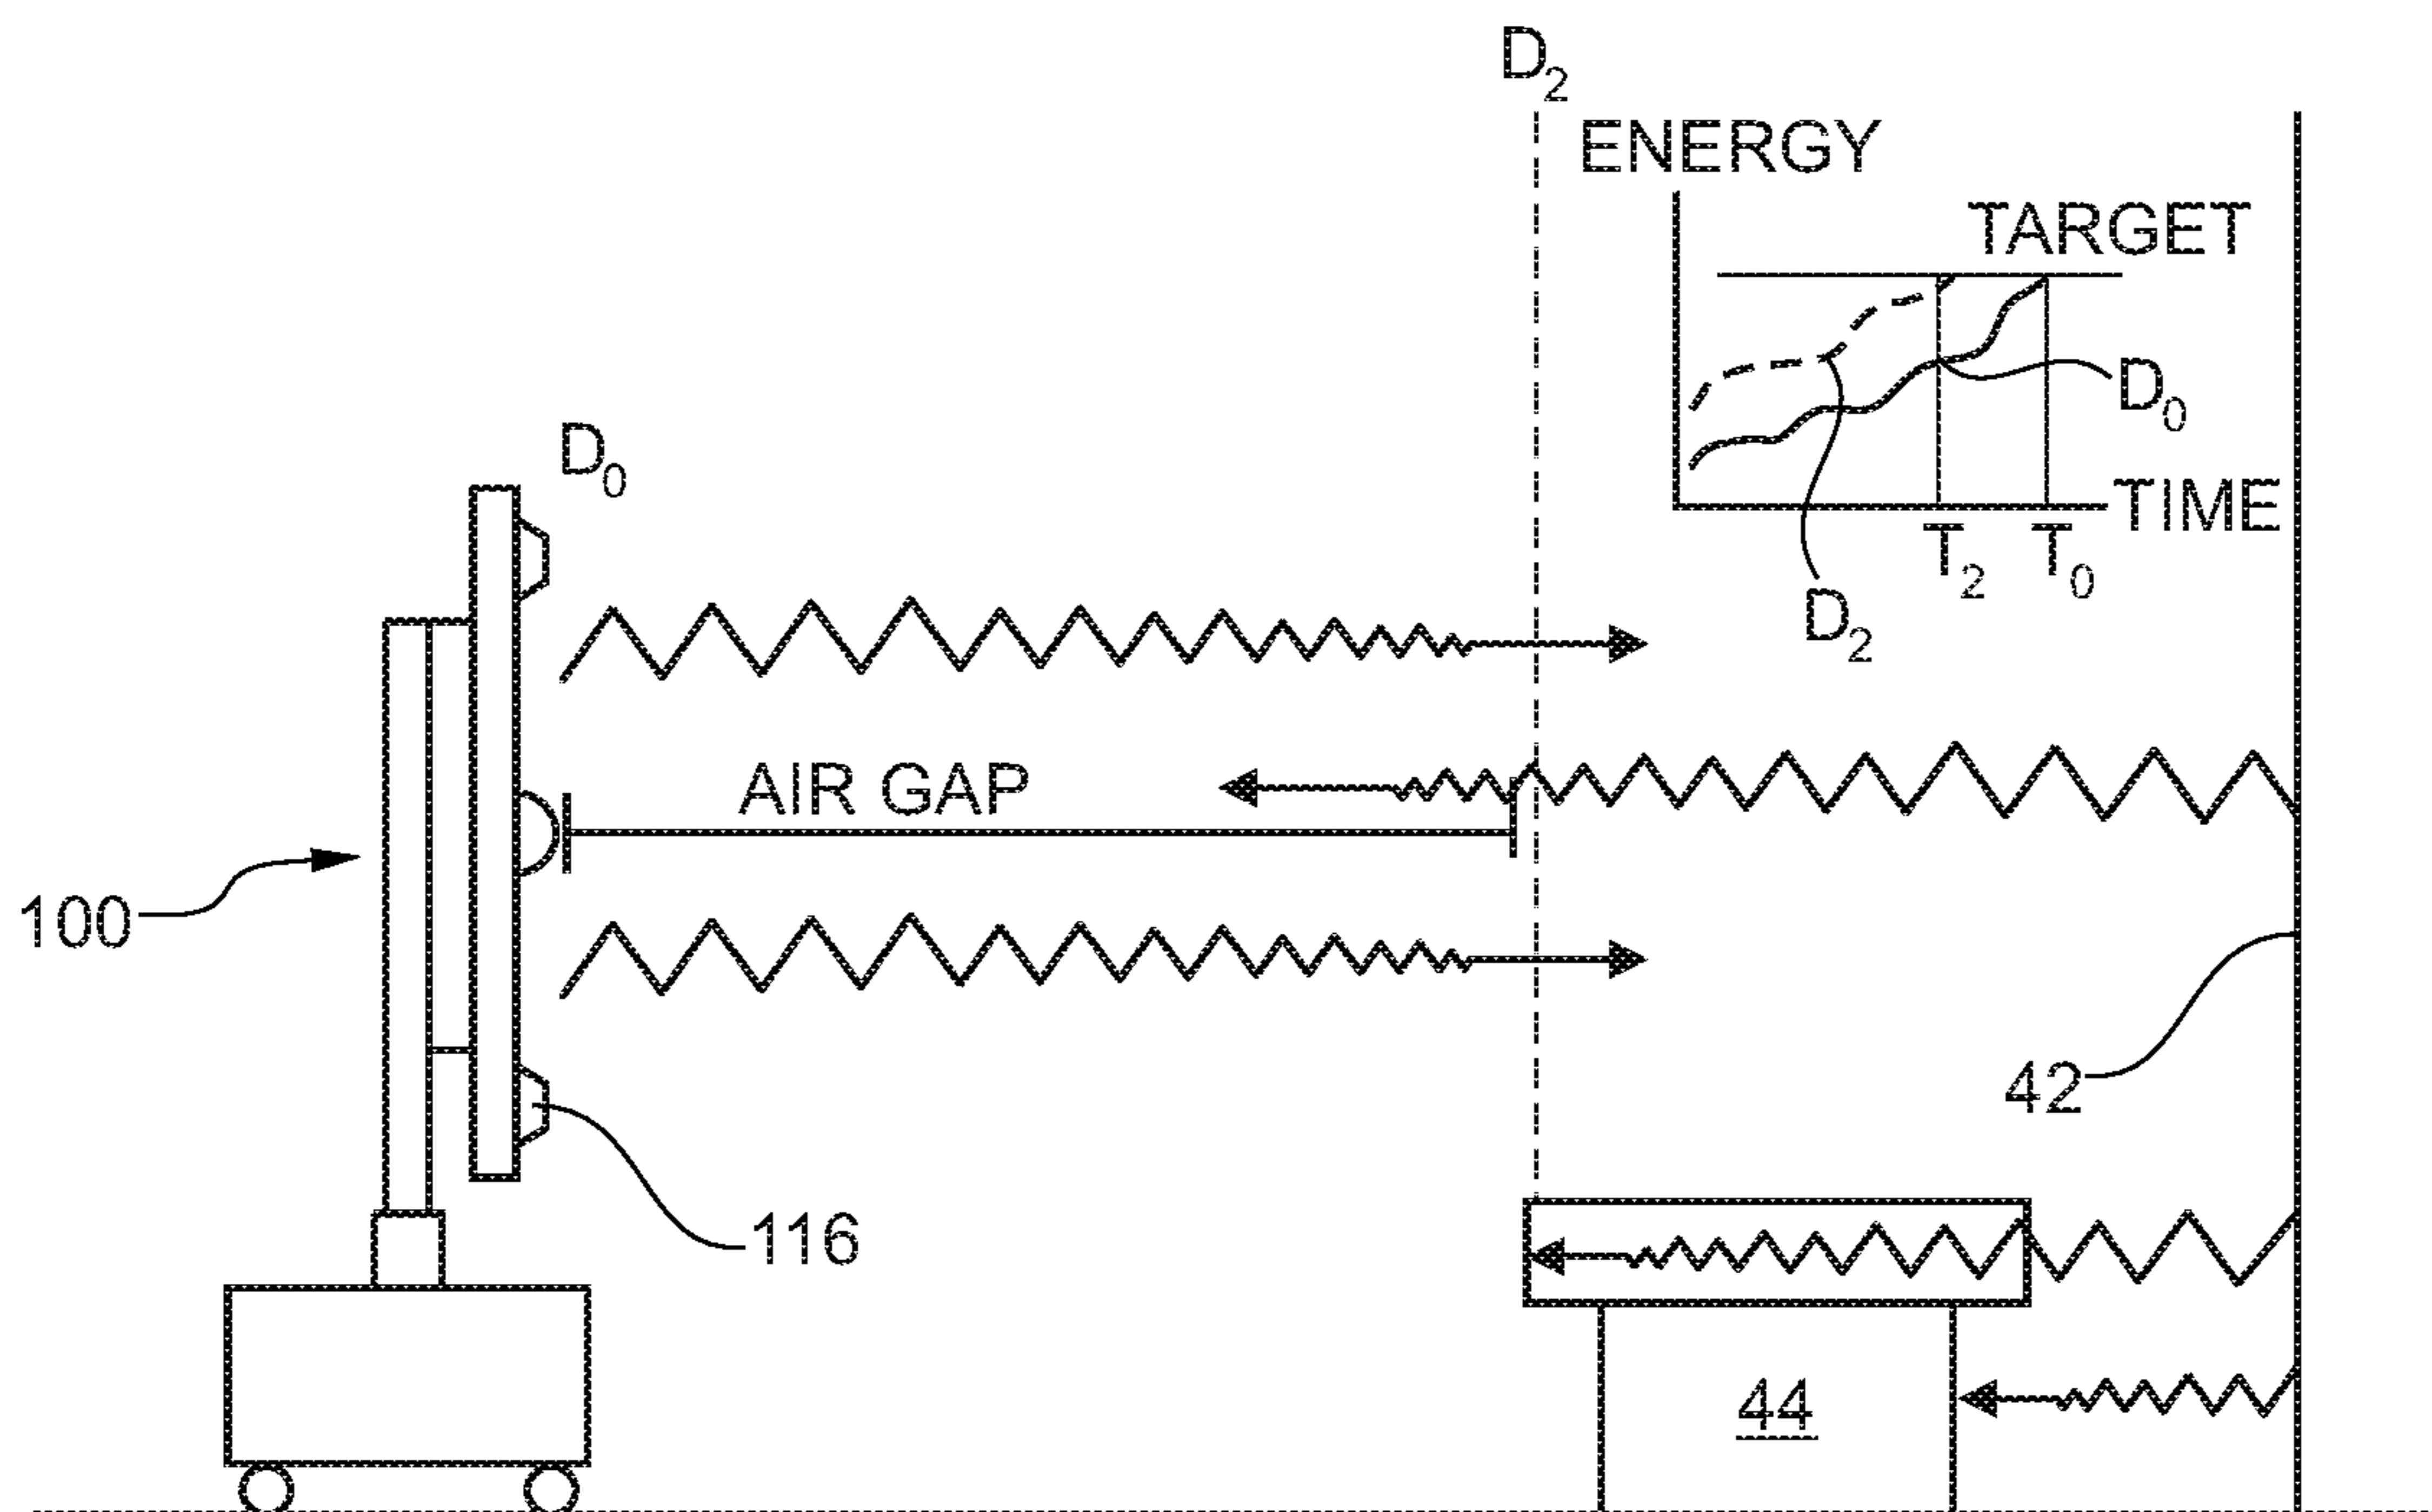 D₂
ENERGY
TARGET
D₀
D₀
TIME
T₂ T₀
D₂
AIR GAP
100
42
116
44